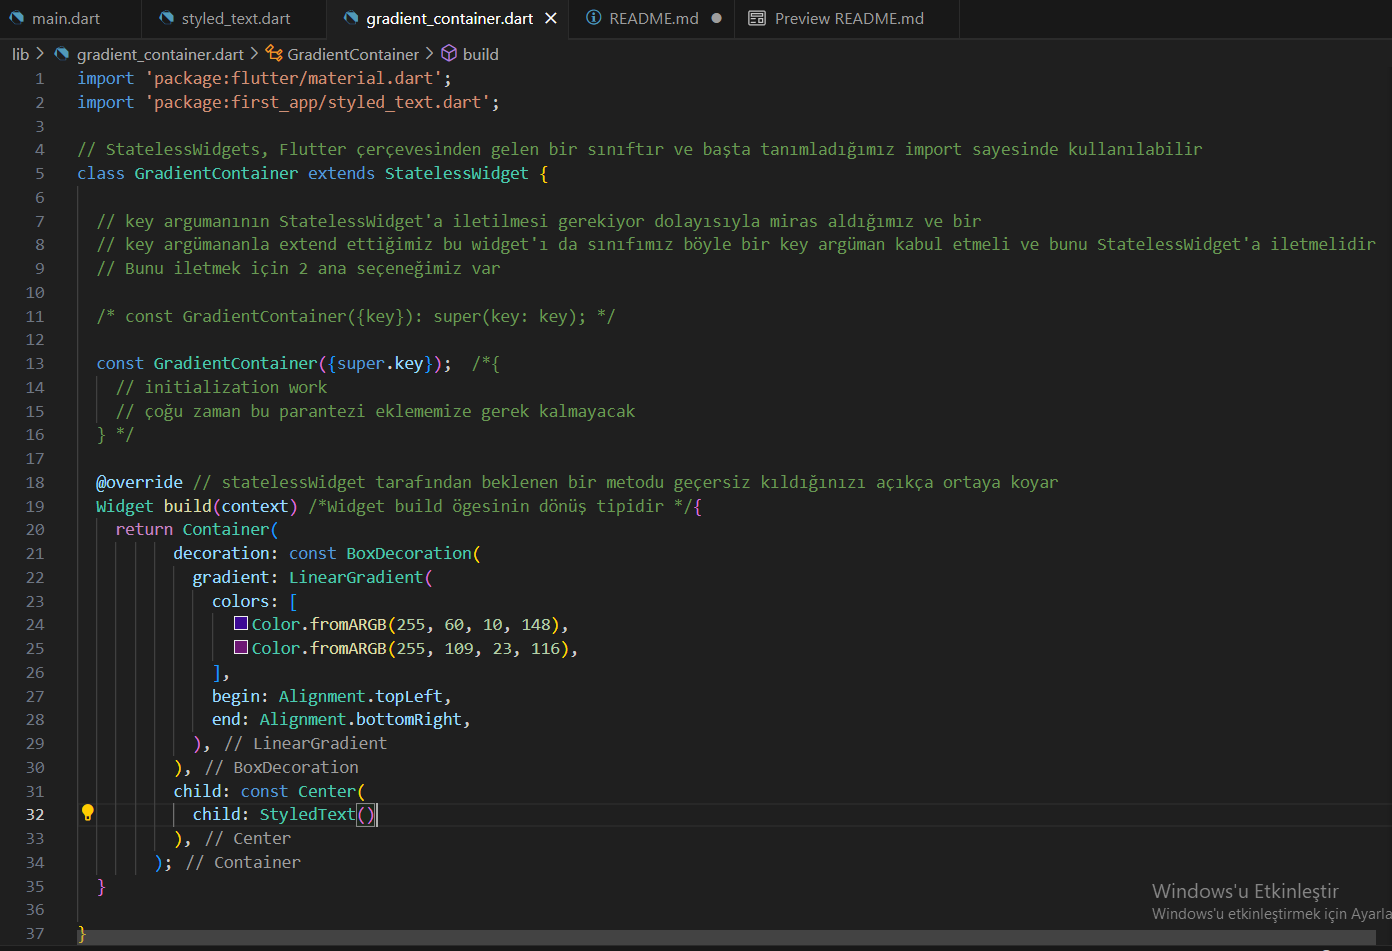 main.dart styled_text.dart gradient_container.dart README.md Preview README.md
lib > gradient_container.dart > GradientContainer > build
1 import 'package:flutter/material.dart';
2 import 'package:first_app/styled_text.dart';
3
4 // StatelessWidgets, Flutter çerçevesinden gelen bir sınıftır ve başta tanımladığımız import sayesinde kullanılabilir
5 class GradientContainer extends StatelessWidget {
6
7 // key argumanının StatelessWidget'a iletilmesi gerekiyor dolayısıyla miras aldığımız ve bir
8 // key argümananla extend ettiğimiz bu widget'ı da sınıfımız böyle bir key argüman kabul etmeli ve bunu StatelessWidget'a iletmelidir
9 // Bunu iletmek için 2 ana seçeneğimiz var
10
11 /* const GradientContainer({key}): super(key: key); */
12
13 const GradientContainer({super.key});  /*{
14 // initialization work
15 // çoğu zaman bu parantezi eklememize gerek kalmayacak
16 } */
17
18 @override // statelessWidget tarafından beklenen bir metodu geçersiz kıldığınızı açıkça ortaya koyar
19 Widget build(context) /*Widget build ögesinin dönüş tipidir */{
20 return Container(
21 decoration: const BoxDecoration(
22 gradient: LinearGradient(
23 colors: [
24 Color.fromARGB(255, 60, 10, 148),
25 Color.fromARGB(255, 109, 23, 116),
26 ],
27 begin: Alignment.topLeft,
28 end: Alignment.bottomRight,
29 ), // LinearGradient
30 ), // BoxDecoration
31 child: const Center(
32 child: StyledText()
33 ), // Center
34 ); // Container
35 }
36
37 }
Windows'u Etkinleştir
Windows'u etkinleştirmek için Ayarla